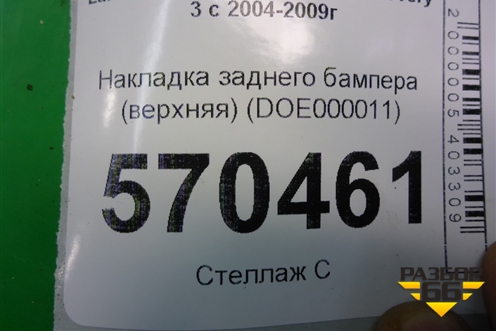 3 с 2004-2009г
Накладка заднего бампера
(верхняя) (DOE000011)
570461
Стеллаж С
2000005403309
РАЗБОР
66